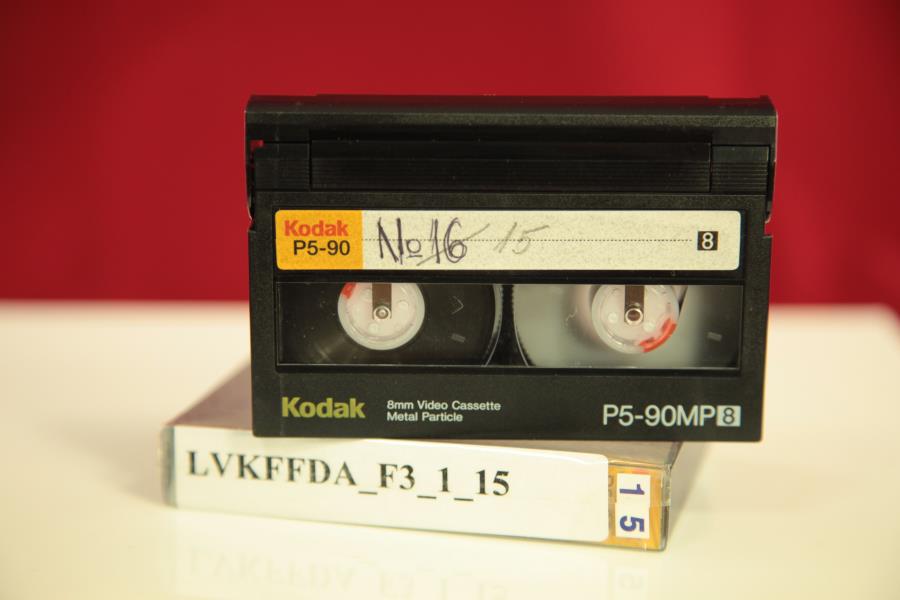 Kodak
P5-90
№16 15
8
Kodak
8mm Video Cassette
Metal Particle
P5-90MP8
LVKFFDA_F3_1_15
15